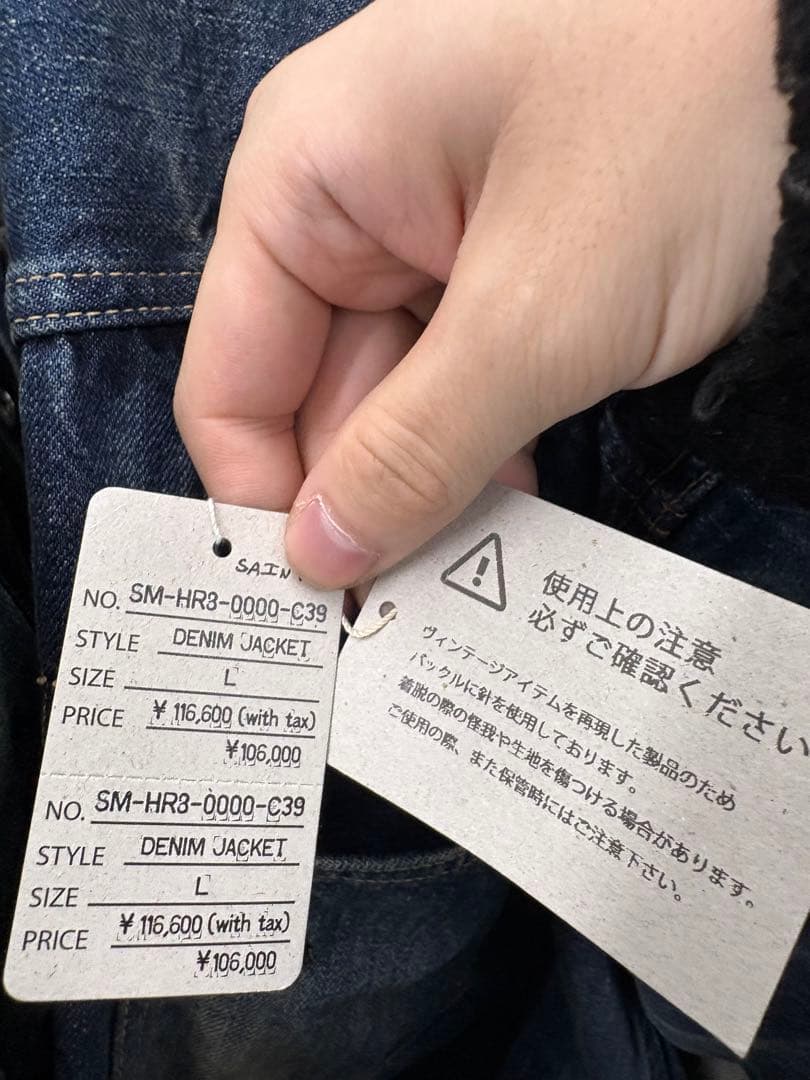 SAIN
NO. SM-HR3-0000-C39
STYLE DENIM JACKET
SIZE L
PRICE ¥ 116,600 (with tax)
¥106,000
NO. SM-HR3-0000-C39
STYLE DENIM JACKET
SIZE L
PRICE ¥ 116,600 (with tax)
¥106,000
使用上の注意
必ずご確認ください
ヴィンテージアイテムを再現した製品のため
バックルに針を使用しております。
着脱の際の怪我や生地を傷つける場合があります。
ご使用の際、また保管時にはご注意下さい。